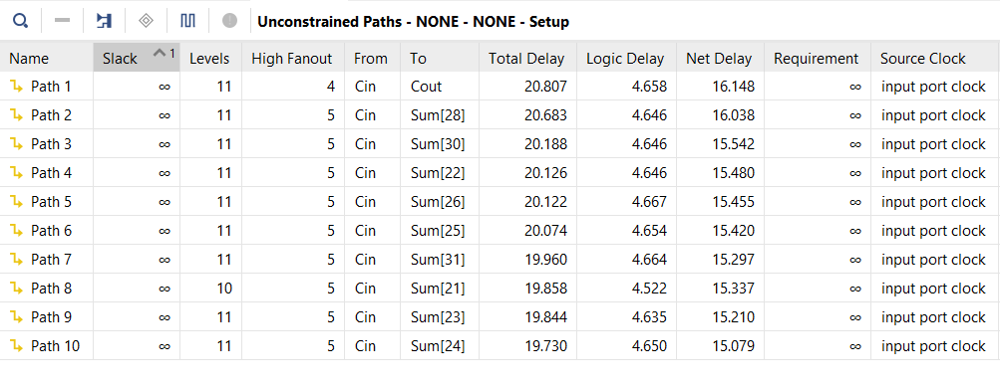 Unconstrained Paths - NONE - NONE - Setup
Name Slack 1 Levels High Fanout From To Total Delay Logic Delay Net Delay Requirement Source Clock
Path 1 ∞ 11 4 Cin Cout 20.807 4.658 16.148 ∞ input port clock
Path 2 ∞ 11 5 Cin Sum[28] 20.683 4.646 16.038 ∞ input port clock
Path 3 ∞ 11 5 Cin Sum[30] 20.188 4.646 15.542 ∞ input port clock
Path 4 ∞ 11 5 Cin Sum[22] 20.126 4.646 15.480 ∞ input port clock
Path 5 ∞ 11 5 Cin Sum[26] 20.122 4.667 15.455 ∞ input port clock
Path 6 ∞ 11 5 Cin Sum[25] 20.074 4.654 15.420 ∞ input port clock
Path 7 ∞ 11 5 Cin Sum[31] 19.960 4.664 15.297 ∞ input port clock
Path 8 ∞ 10 5 Cin Sum[21] 19.858 4.522 15.337 ∞ input port clock
Path 9 ∞ 11 5 Cin Sum[23] 19.844 4.635 15.210 ∞ input port clock
Path 10 ∞ 11 5 Cin Sum[24] 19.730 4.650 15.079 ∞ input port clock